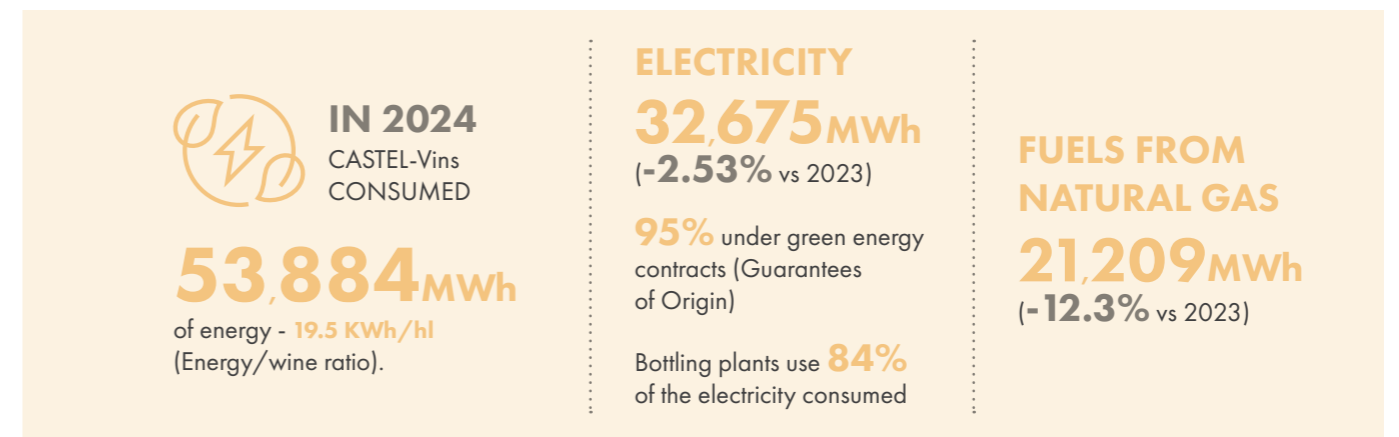 IN 2024
CASTEL-Vins
CONSUMED
53,884MWh
of energy - 19.5 KWh/hl
(Energy/wine ratio).
ELECTRICITY
32,675MWh
(-2.53% vs 2023)
95% under green energy
contracts (Guarantees
of Origin)
Bottling plants use 84%
of the electricity consumed
FUELS FROM
NATURAL GAS
21,209MWh
(-12.3% vs 2023)